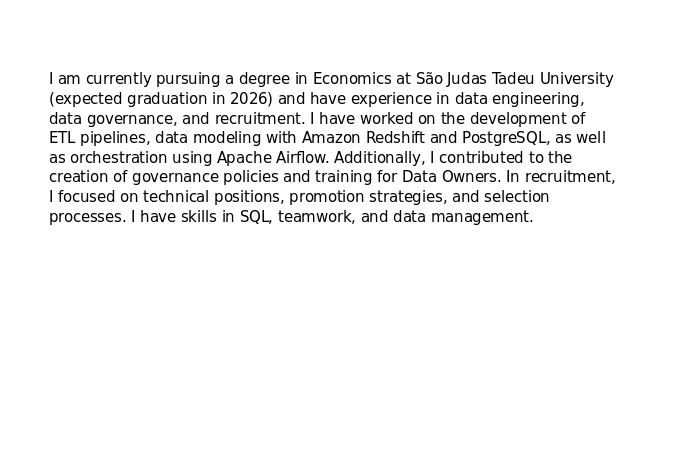 I am currently pursuing a degree in Economics at São Judas Tadeu University
(expected graduation in 2026) and have experience in data engineering,
data governance, and recruitment. I have worked on the development of
ETL pipelines, data modeling with Amazon Redshift and PostgreSQL, as well
as orchestration using Apache Airflow. Additionally, I contributed to the
creation of governance policies and training for Data Owners. In recruitment,
I focused on technical positions, promotion strategies, and selection
processes. I have skills in SQL, teamwork, and data management.